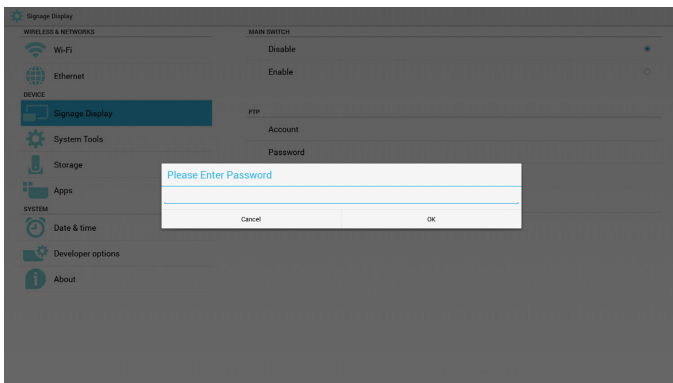 Signage Display
WIRELESS & NETWORKS
Wi-Fi
Ethernet
DEVICE
Signage Display
System Tools
Storage
Apps
SYSTEM
Date & time
Developer options
About
MAIN SWITCH
Disable
Enable
FTP
Account
Password
Please Enter Password
Cancel OK